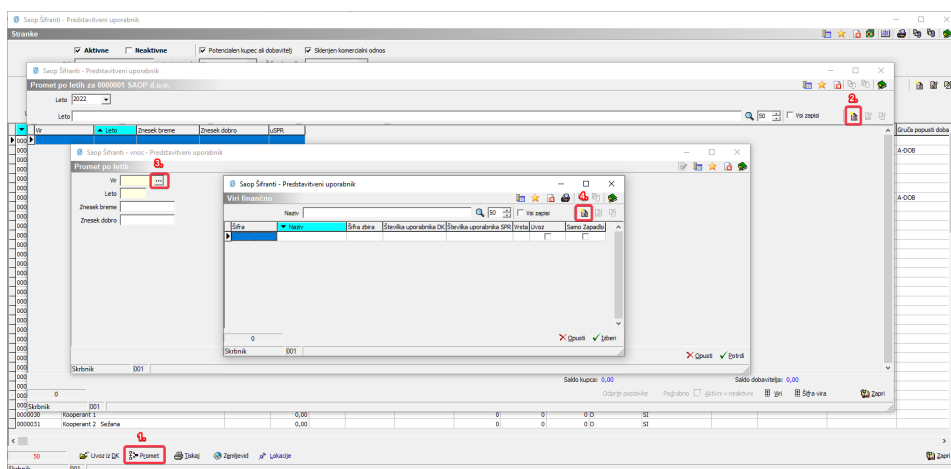 Saop Šifranti - Predstavitveni uporabnik
Stranke
Aktivne Neaktivne Potencialen kupec ali dobavitelj Sklenjen komercialni odnos
Saop Šifranti - Predstavitveni uporabnik
Promet po letih za 0000001 SAOP d.o.o.
Leto 2022
2.
Leto 50 Vsi zapisi
Vir Leto Znesek breme Znesek dobro uSPR
Gruča popusti doba
A-DOB
A-DOB
Saop Šifranti - vnos - Predstavitveni uporabnik
Promet po letih
3.
Vir
Leto
Znesek breme
Znesek dobro
Saop Šifranti - Predstavitveni uporabnik
Viri finančno
4.
Naziv 50 Vsi zapisi
Šifra Naziv Šifra zbira Številka uporabnika DK Številka uporabnika SPR Vrsta Uvoz Samo Zapadlo
0
Opusti Izberi
Skrbnik 001
Opusti Potrdi
Skrbnik 001
Saldo kupca: 0,00 Saldo dobavitelja: 0,00
0 Odprte postavke Podrobno Aktivni v neaktivni Viri Šifra vira Zapri
Skrbnik 001
0000030 Kooperant 1 0,00 0 0 0 D SI
0000031 Kooperant 2 Sežana 0,00 0 0 0 D SI
1.
50 Uvoz iz DK Promet Tiskaj Zemljevid Lokacije Zapri
Skrbnik 001